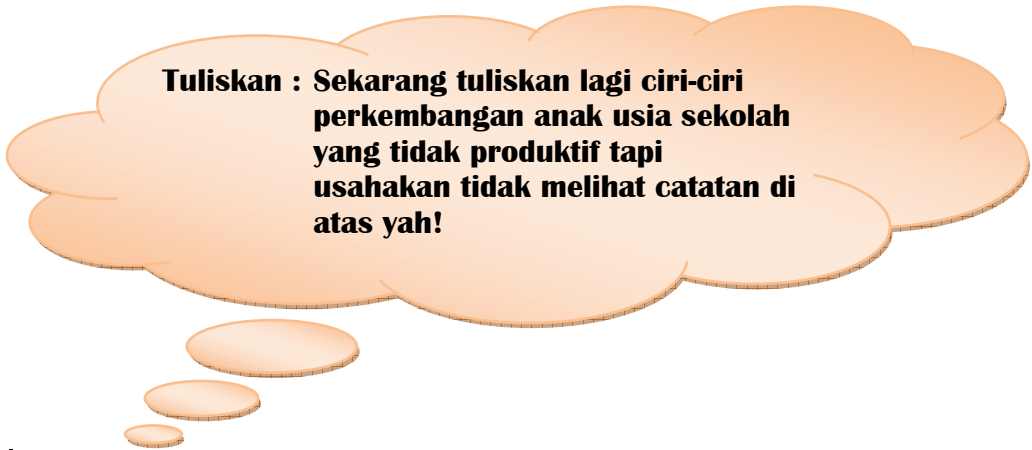 Tuliskan : Sekarang tuliskan lagi ciri-ciri
perkembangan anak usia sekolah
yang tidak produktif tapi
usahakan tidak melihat catatan di
atas yah!